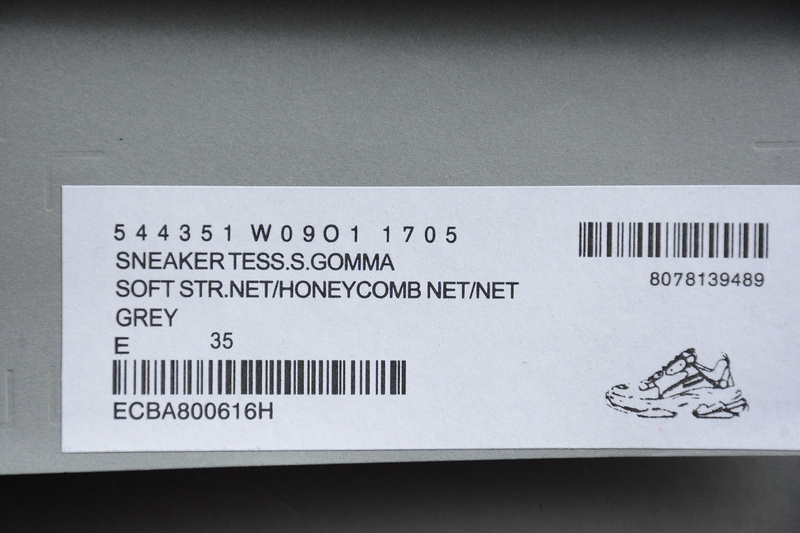 544351 W09O1 1705
SNEAKER TESS.S.GOMMA
SOFT STR.NET/HONEYCOMB NET/NET
GREY
E 35
ECBA800616H
8078139489